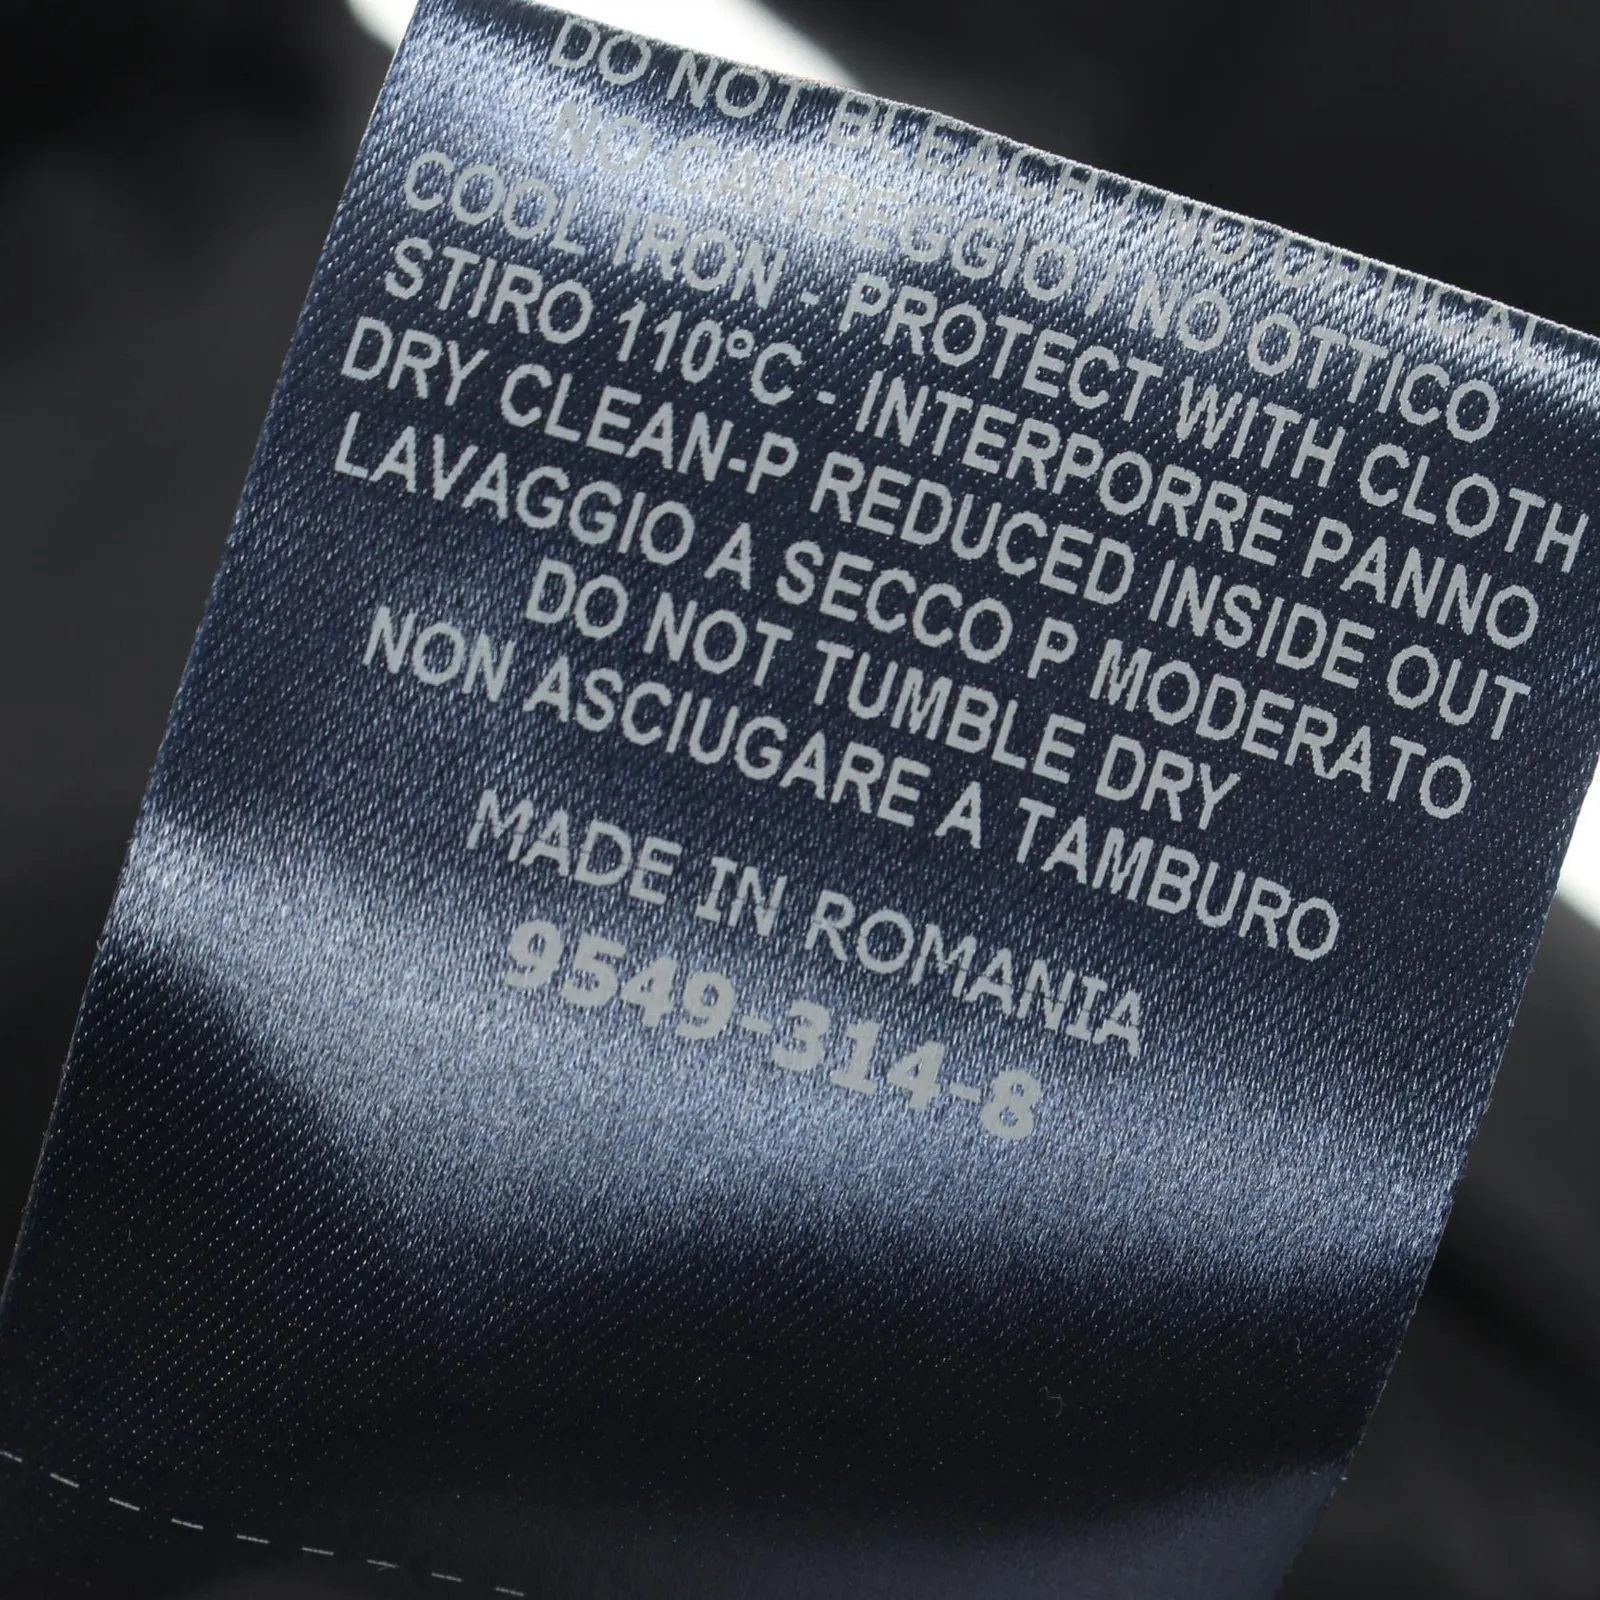 DO NOT BLEACH / NO OPTICAL
NO CANDEGGIO / NO OTTICO
COOL IRON - PROTECT WITH CLOTH
STIRO 110°C - INTERPORRE PANNO
DRY CLEAN-P REDUCED INSIDE OUT
LAVAGGIO A SECCO P MODERATO
DO NOT TUMBLE DRY
NON ASCIUGARE A TAMBURO
MADE IN ROMANIA
9549-314-8